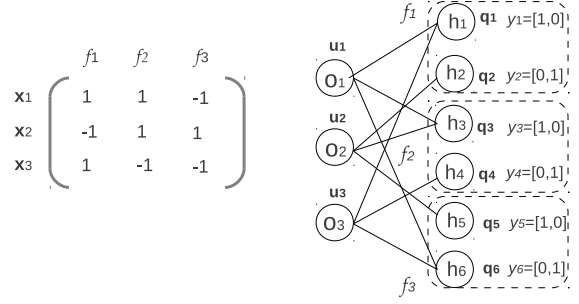 f1 f2 f3
x1 1 1 -1
x2 -1 1 1
x3 1 -1 -1
f1
u1
o1
u2
o2
f2
u3
o3
f3
h1 q1 y1=[1,0]
h2 q2 y2=[0,1]
h3 q3 y3=[1,0]
h4 q4 y4=[0,1]
h5 q5 y5=[1,0]
h6 q6 y6=[0,1]